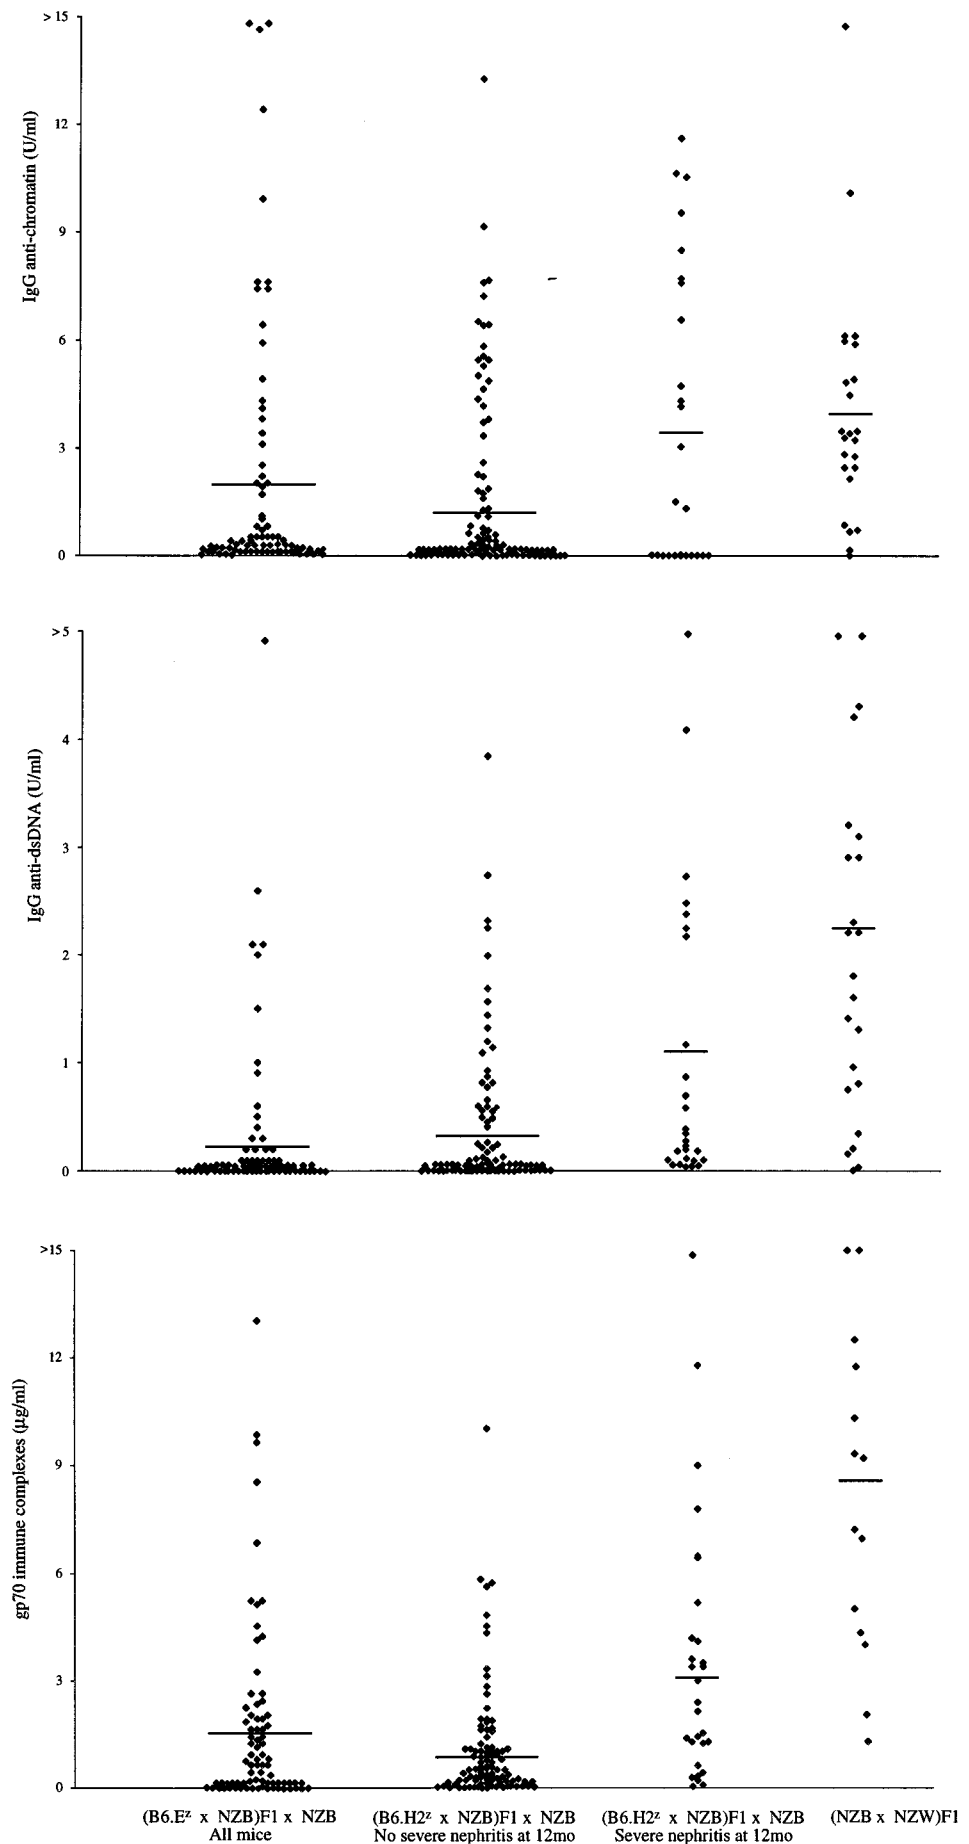 > 15
12
9
6
3
0
IgG anti-chromatin (U/ml)
> 5
4
3
2
1
0
IgG anti-dsDNA (U/ml)
>15
12
9
6
3
0
gp70 immune complexes (µg/ml)
(B6.Eᶻ x NZB)F1 x NZB
All mice
(B6.H2ᶻ x NZB)F1 x NZB
No severe nephritis at 12mo
(B6.H2ᶻ x NZB)F1 x NZB
Severe nephritis at 12mo
(NZB x NZW)F1